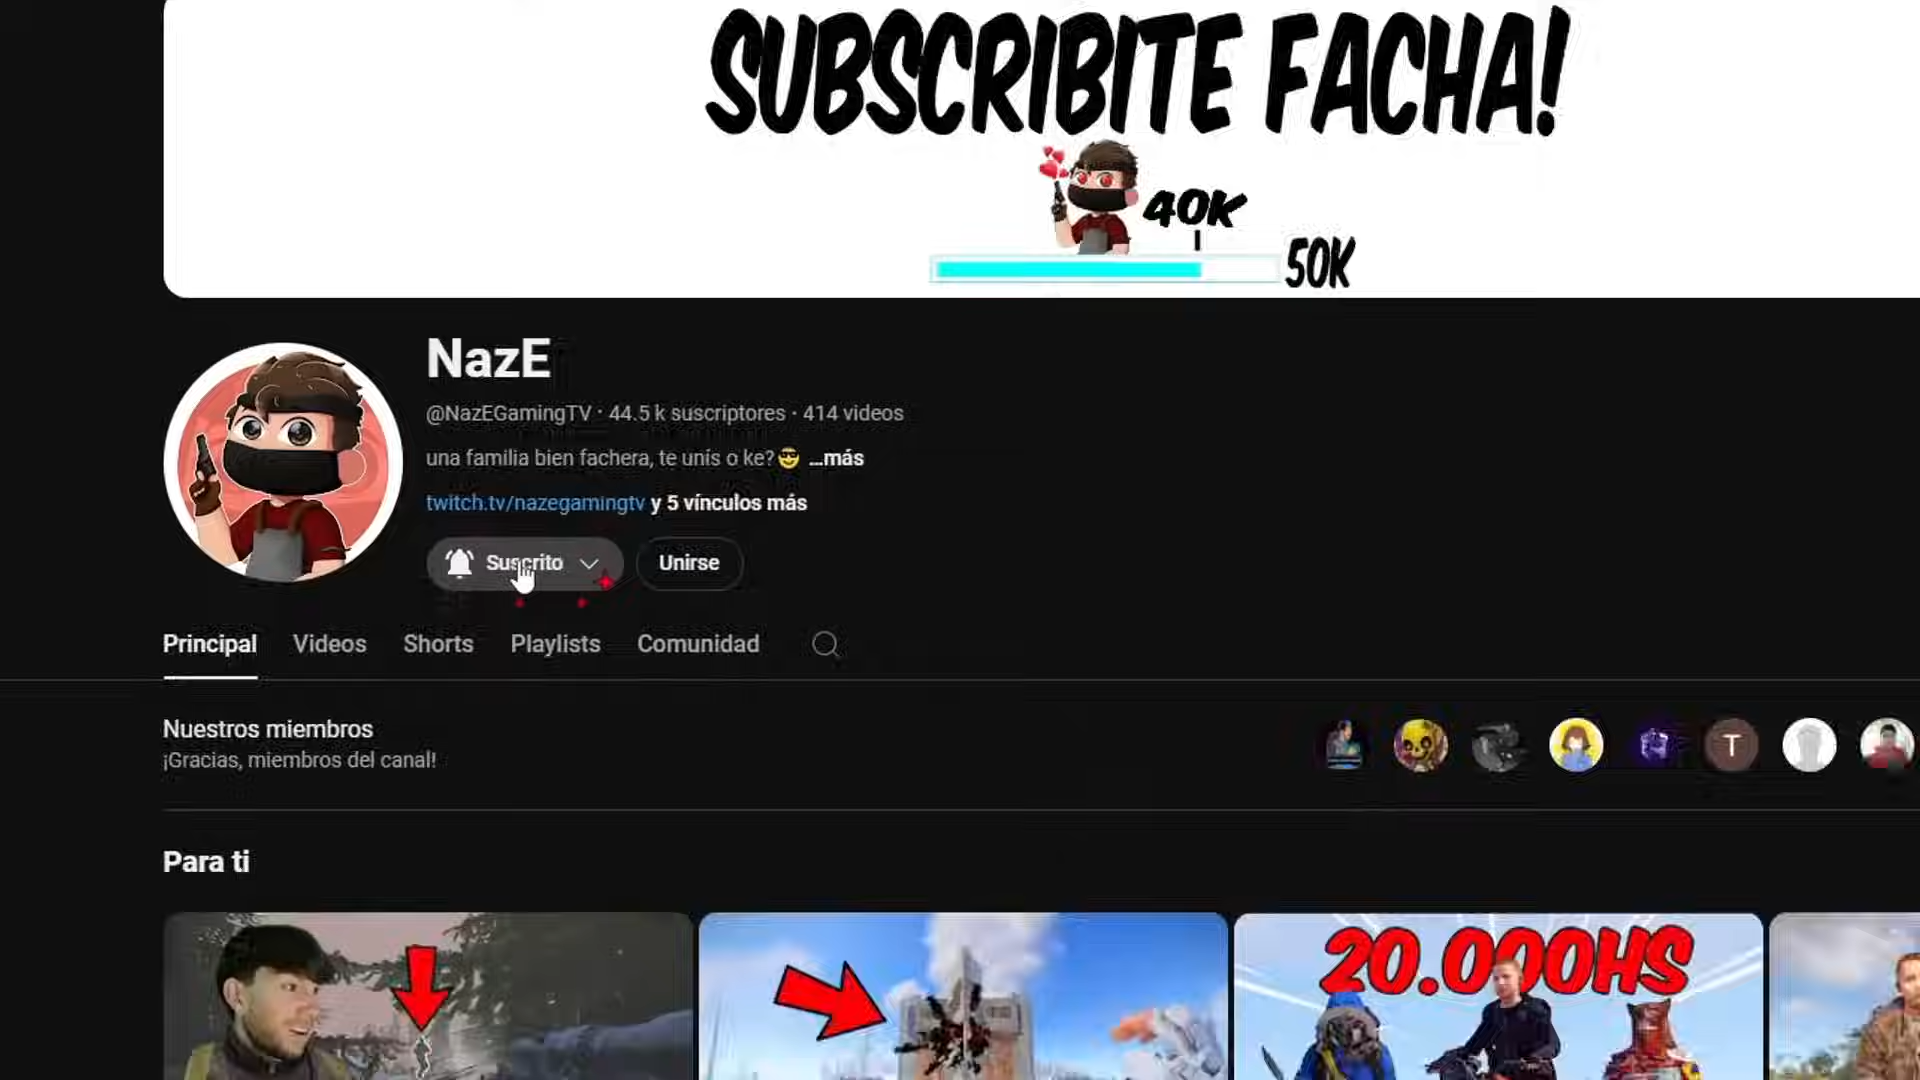 SUBSCRIBITE FACHA!
40K
50K
NazE
@NazEGamingTV · 44.5 k suscriptores · 414 videos
una familia bien fachera, te unís o ke?😎 ...más
twitch.tv/nazegamingtv y 5 vínculos más
Suscrito
Unirse
Principal
Videos
Shorts
Playlists
Comunidad
Nuestros miembros
¡Gracias, miembros del canal!
T
Para ti
20.000HS